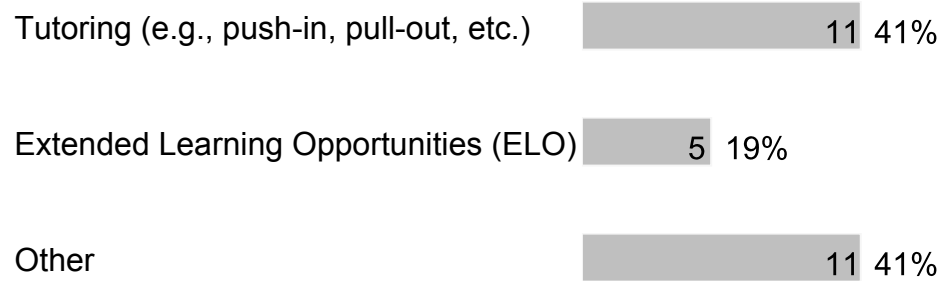 Tutoring (e.g., push-in, pull-out, etc.) 11 41%
Extended Learning Opportunities (ELO) 5 19%
Other 11 41%